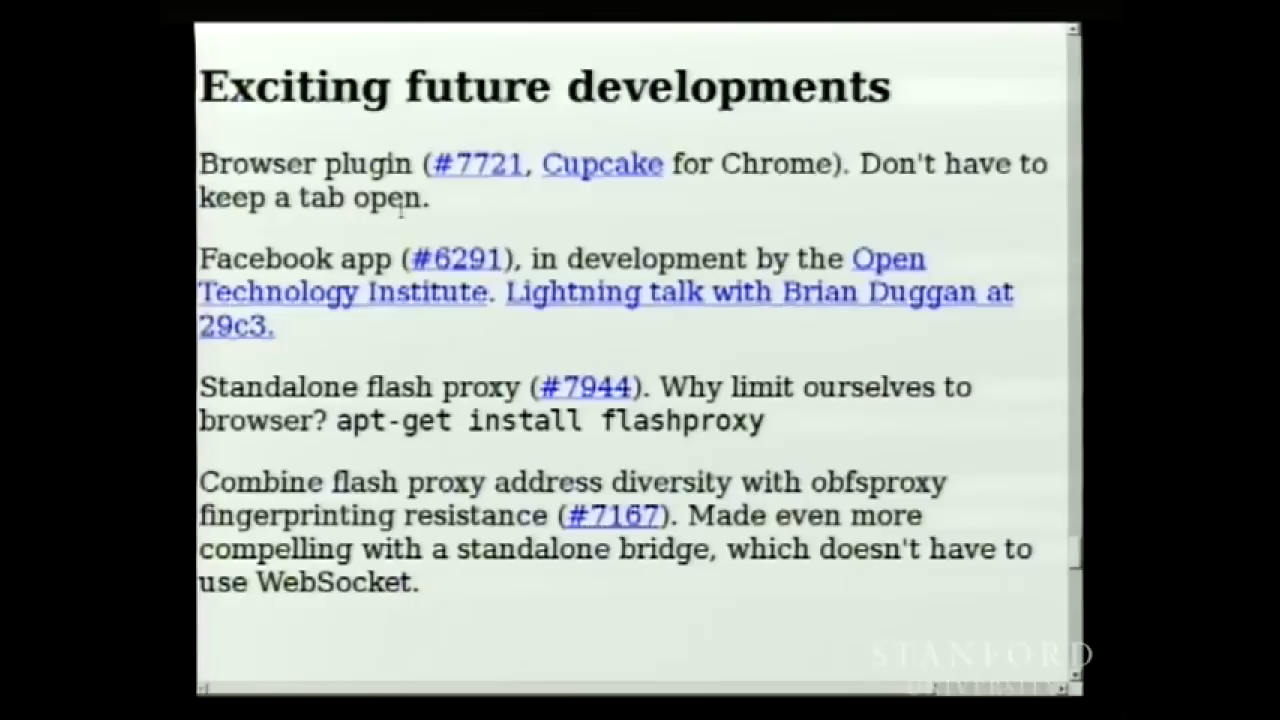 Exciting future developments
Browser plugin (#7721, Cupcake for Chrome). Don't have to
keep a tab open.
Facebook app (#6291), in development by the Open
Technology Institute. Lightning talk with Brian Duggan at
29c3.
Standalone flash proxy (#7944). Why limit ourselves to
browser? apt-get install flashproxy
Combine flash proxy address diversity with obfsproxy
fingerprinting resistance (#7167). Made even more
compelling with a standalone bridge, which doesn't have to
use WebSocket.
STANFORD
UNIVERSITY